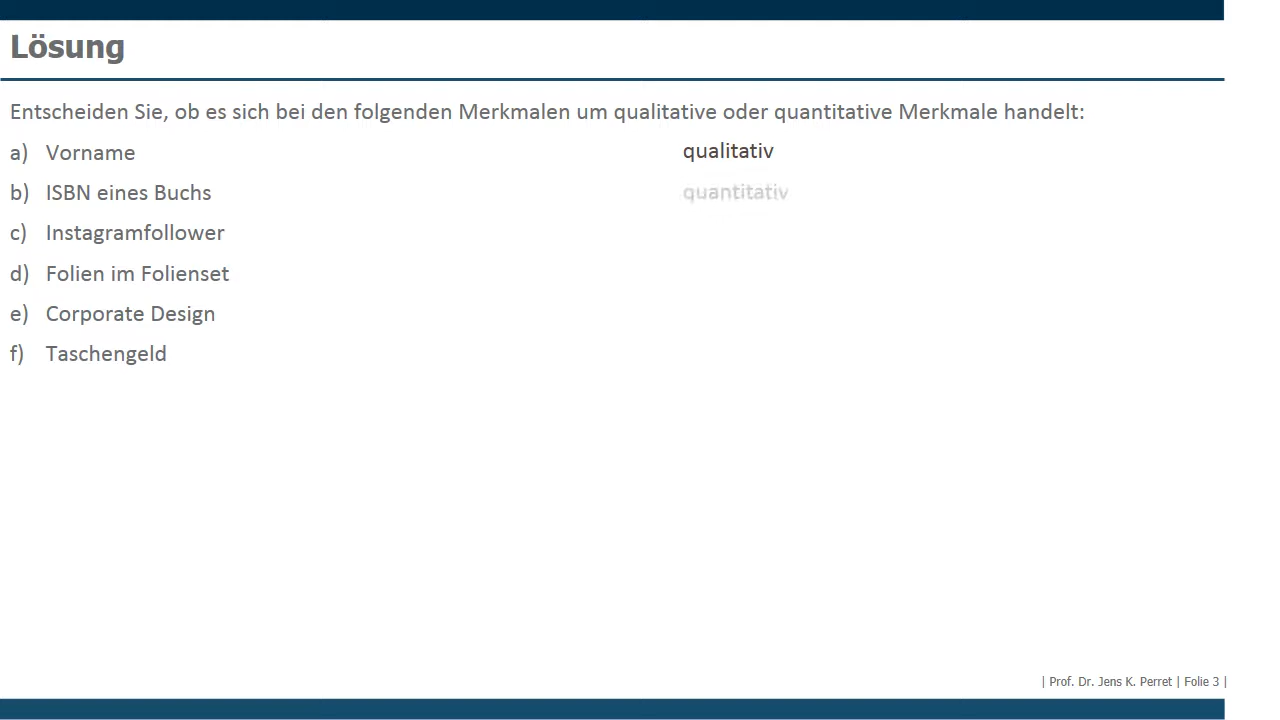 Lösung
Entscheiden Sie, ob es sich bei den folgenden Merkmalen um qualitative oder quantitative Merkmale handelt:
a) Vorname qualitativ
b) ISBN eines Buchs quantitativ
c) Instagramfollower
d) Folien im Folienset
e) Corporate Design
f) Taschengeld
| Prof. Dr. Jens K. Perret | Folie 3 |